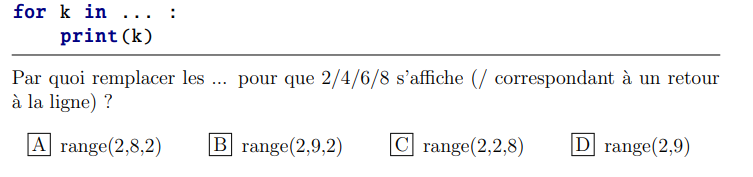 for k in ... :
    print(k)
Par quoi remplacer les ... pour que 2/4/6/8 s'affiche (/ correspondant à un retour
à la ligne) ?
A range(2,8,2) B range(2,9,2) C range(2,2,8) D range(2,9)